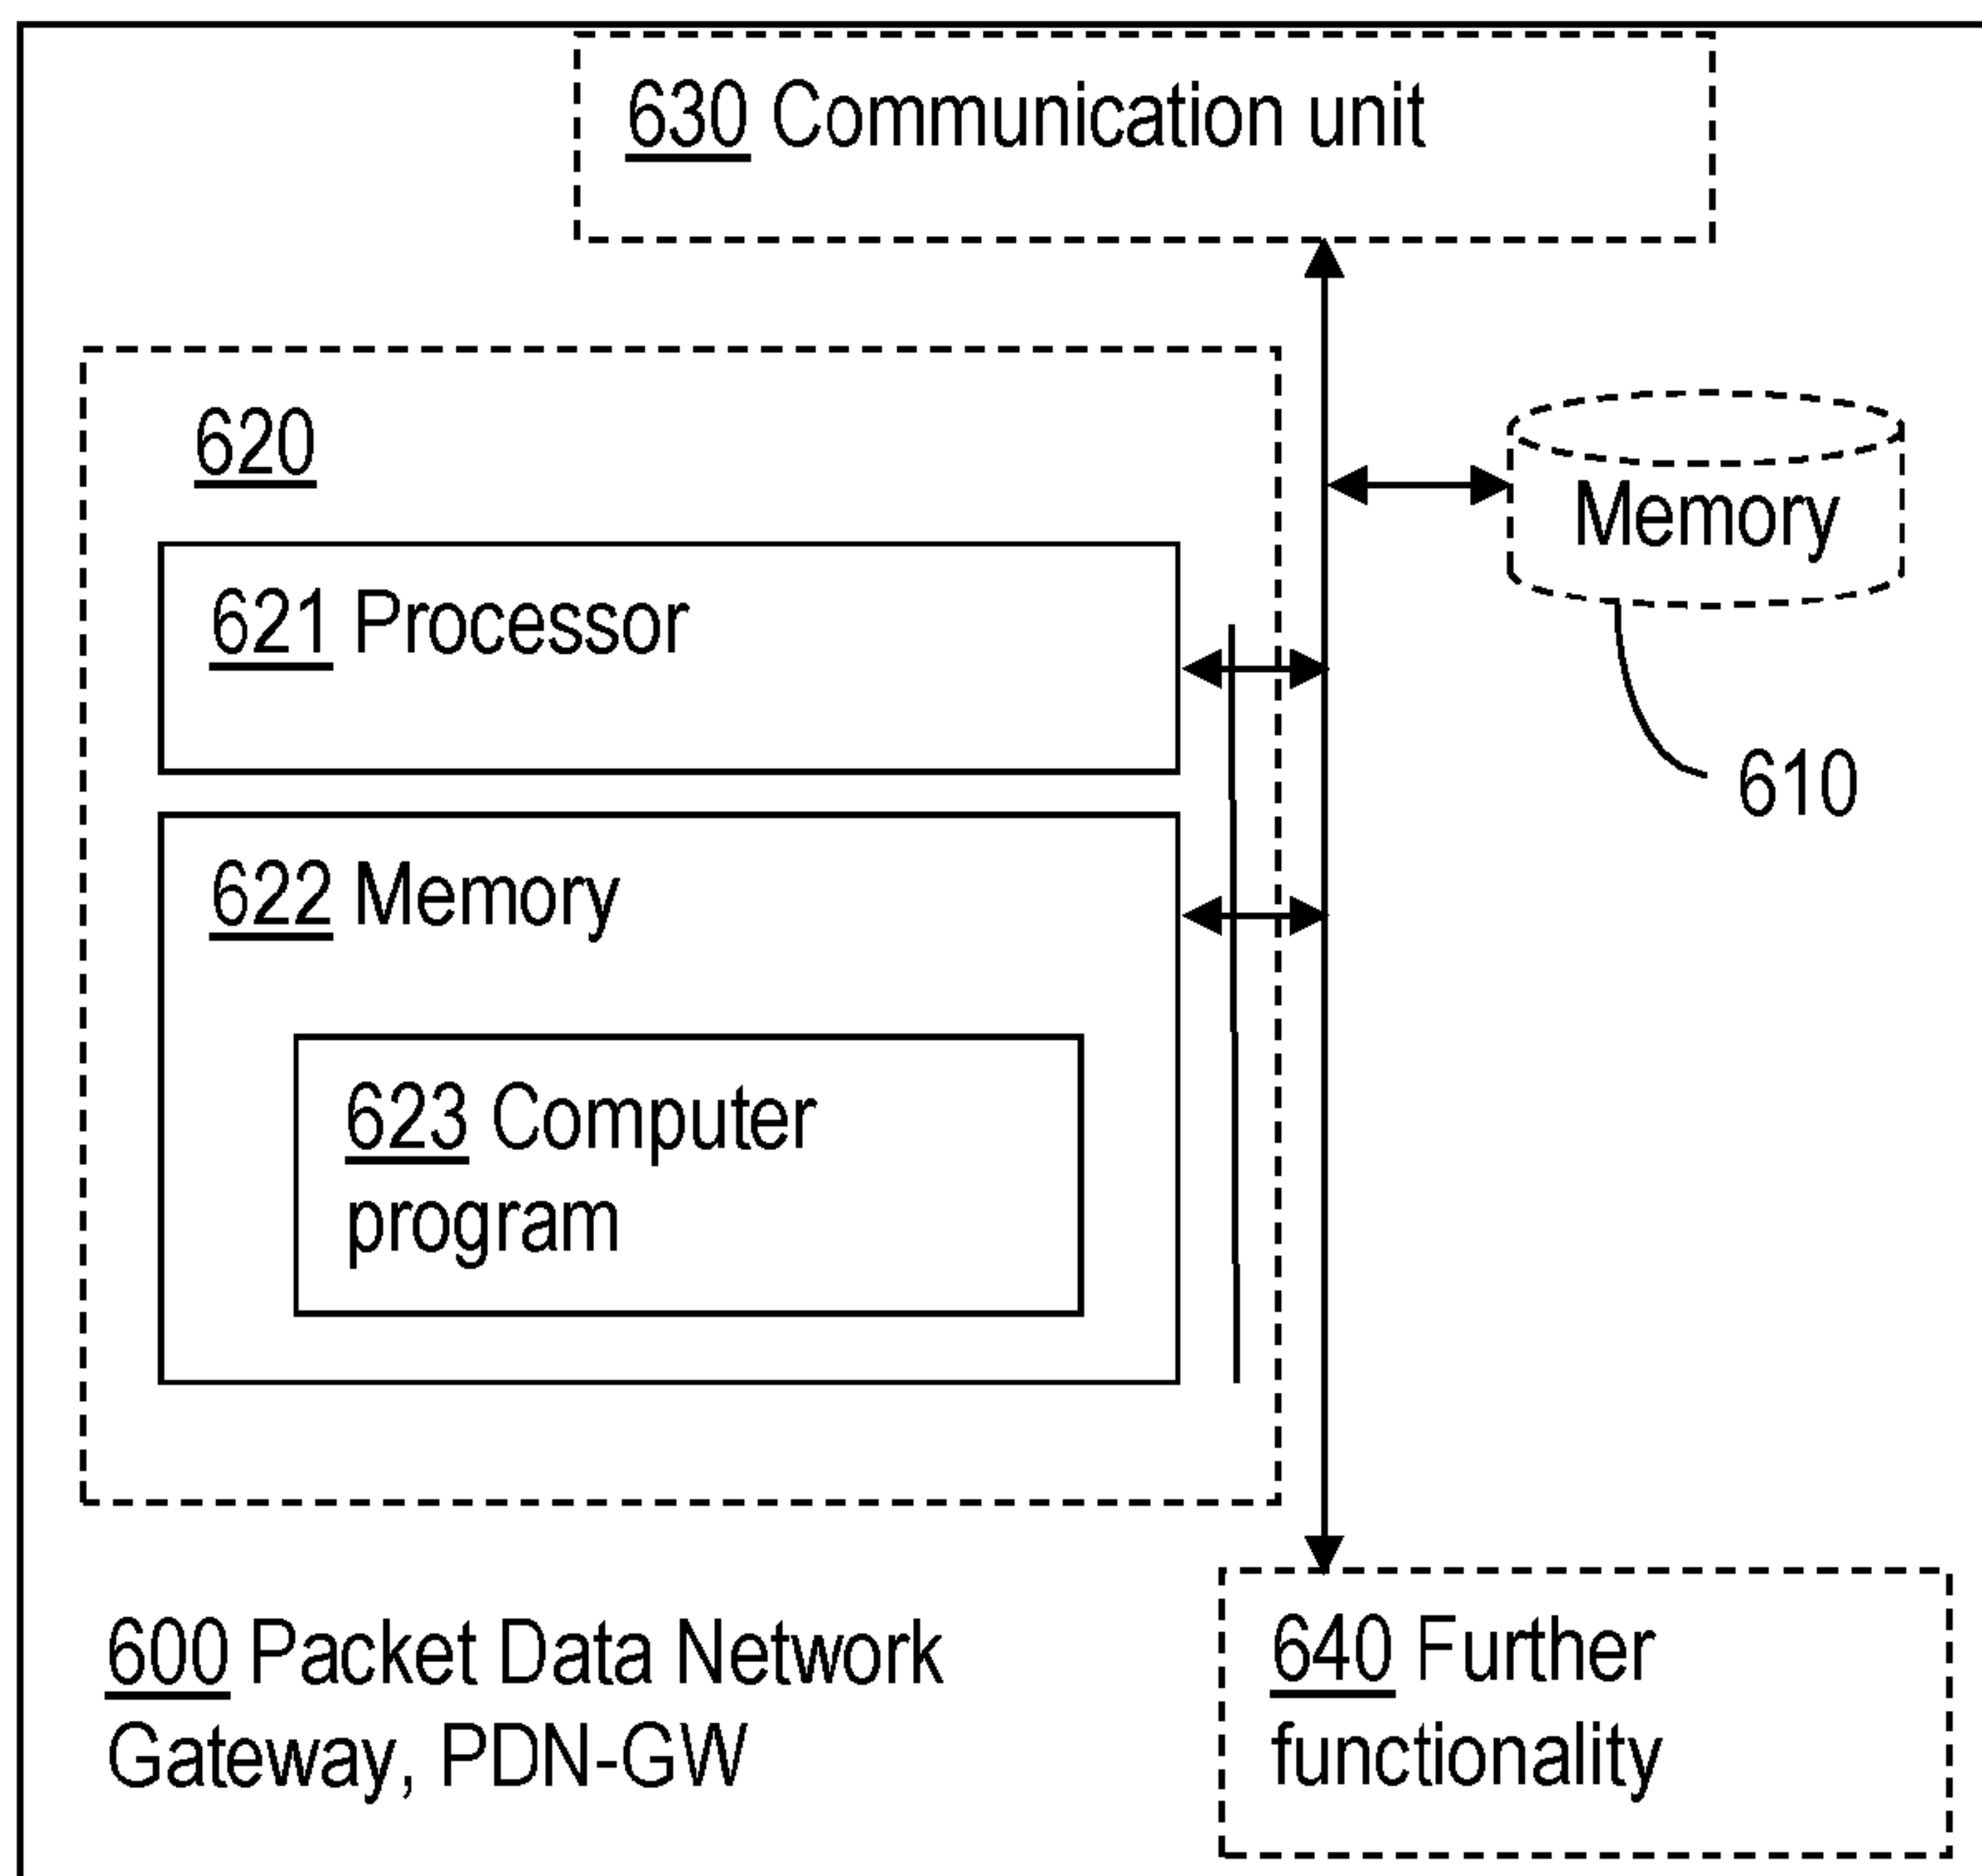 630 Communication unit
620
Memory
621 Processor
610
622 Memory
623 Computer
program
600 Packet Data Network
Gateway, PDN-GW
640 Further
functionality